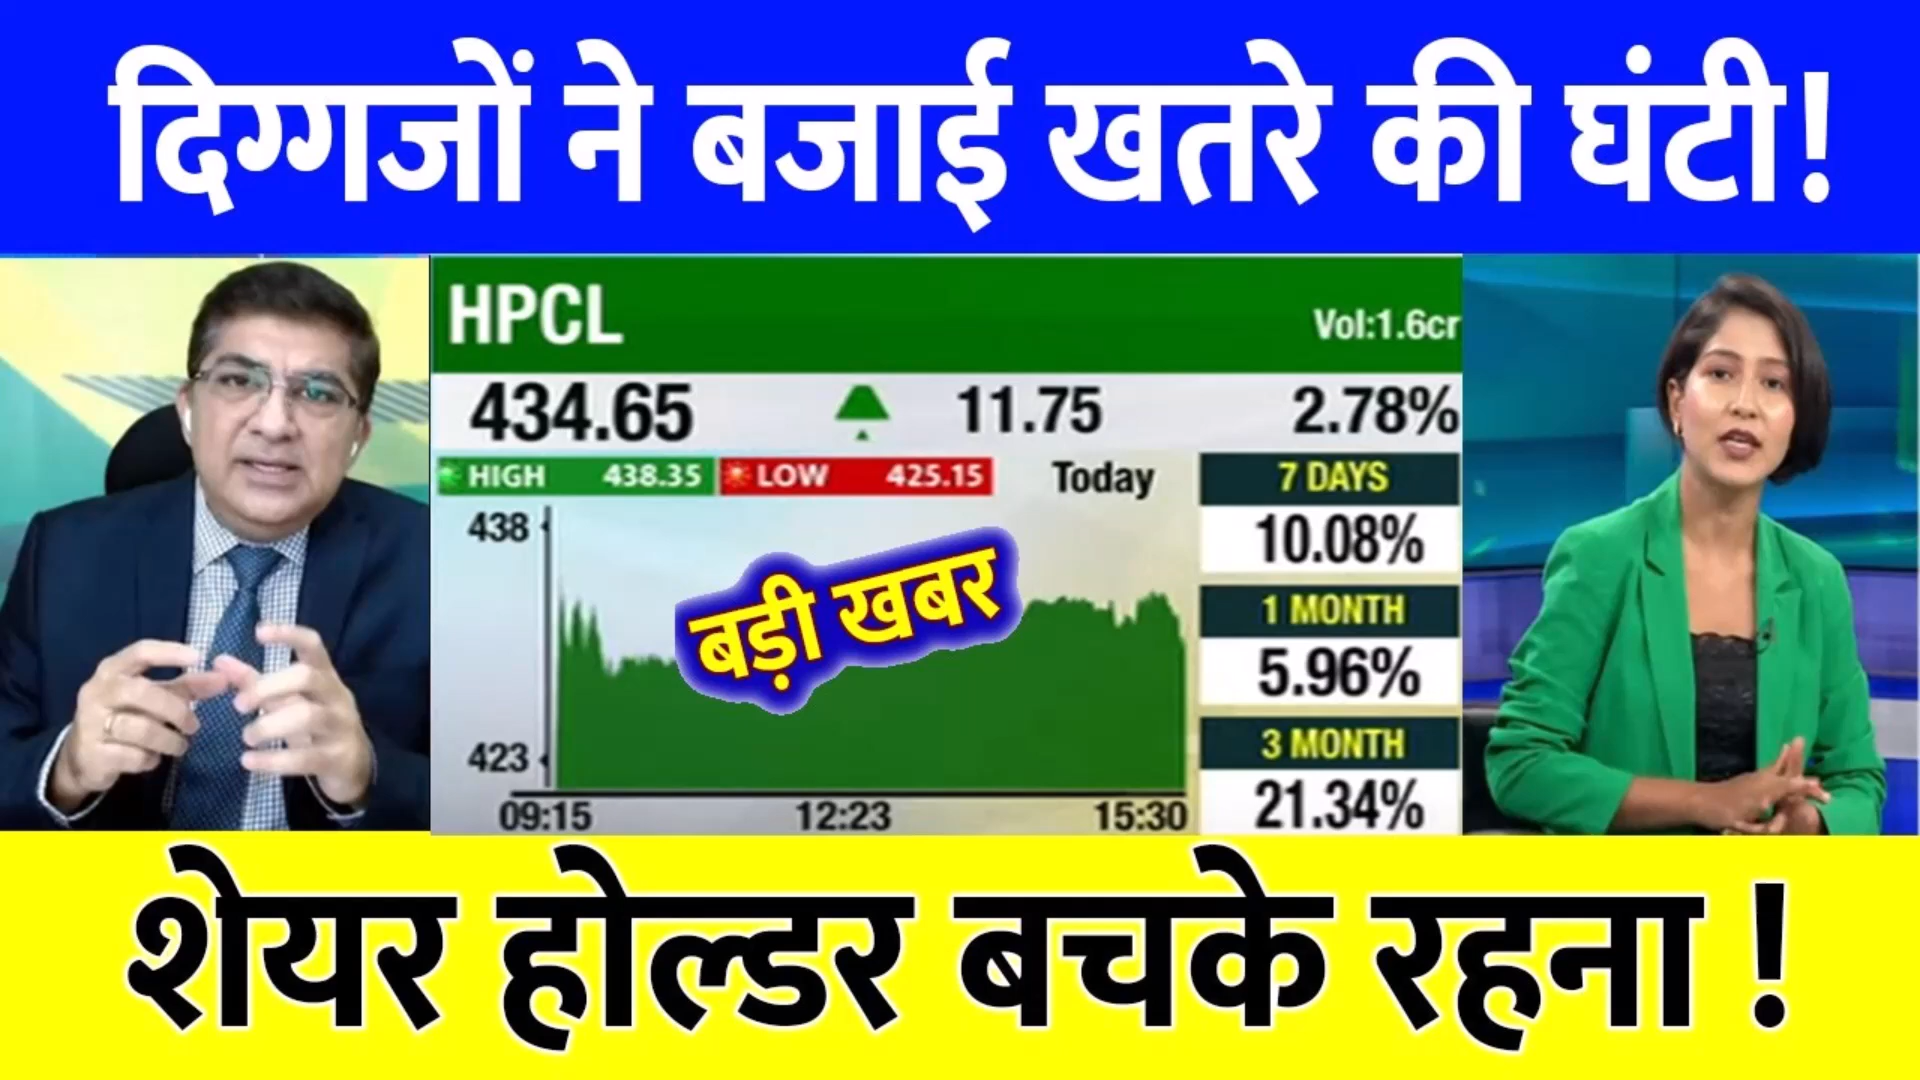 दिग्गजों ने बजाई खतरे की घंटी!
HPCL
Vol:1.6cr
434.65 11.75 2.78%
HIGH 438.35 LOW 425.15 Today
7 DAYS
10.08%
1 MONTH
5.96%
3 MONTH
21.34%
438
बड़ी खबर
423
09:15 12:23 15:30
शेयर होल्डर बचके रहना !